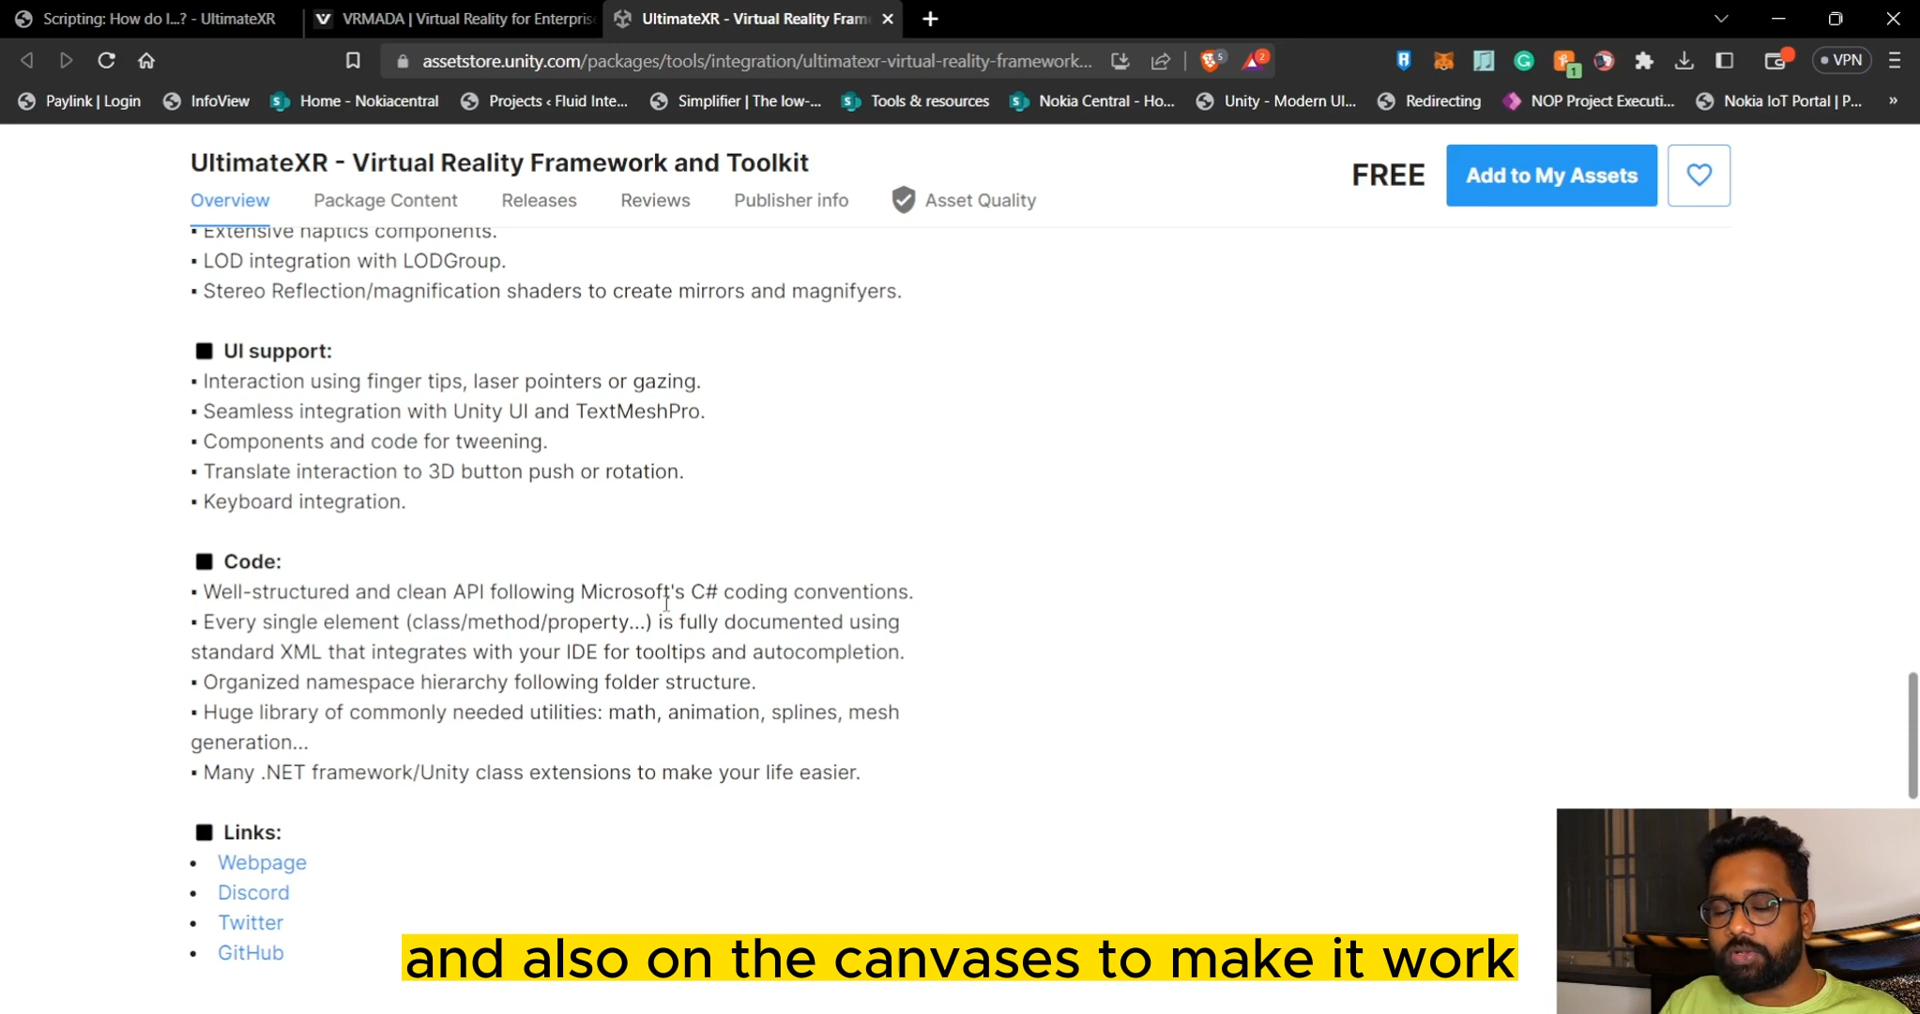 Scripting: How do I...? - UltimateXR
VRMADA | Virtual Reality for Enterpris
UltimateXR - Virtual Reality Fram
assetstore.unity.com/packages/tools/integration/ultimatexr-virtual-reality-framework...
5
2
1
VPN
Paylink | Login
InfoView
Home - Nokiacentral
Projects ‹ Fluid Inte...
Simplifier | The low-...
Tools & resources
Nokia Central - Ho...
Unity - Modern UI...
Redirecting
NOP Project Executi...
Nokia IoT Portal | P...
»
UltimateXR - Virtual Reality Framework and Toolkit
FREE
Add to My Assets
Overview
Package Content
Releases
Reviews
Publisher info
Asset Quality
▪ Extensive haptics components.
▪ LOD integration with LODGroup.
▪ Stereo Reflection/magnification shaders to create mirrors and magnifyers.
■ UI support:
▪ Interaction using finger tips, laser pointers or gazing.
▪ Seamless integration with Unity UI and TextMeshPro.
▪ Components and code for tweening.
▪ Translate interaction to 3D button push or rotation.
▪ Keyboard integration.
■ Code:
▪ Well-structured and clean API following Microsoft's C# coding conventions.
▪ Every single element (class/method/property...) is fully documented using
standard XML that integrates with your IDE for tooltips and autocompletion.
▪ Organized namespace hierarchy following folder structure.
▪ Huge library of commonly needed utilities: math, animation, splines, mesh
generation...
▪ Many .NET framework/Unity class extensions to make your life easier.
■ Links:
• Webpage
• Discord
• Twitter
• GitHub
and also on the canvases to make it work